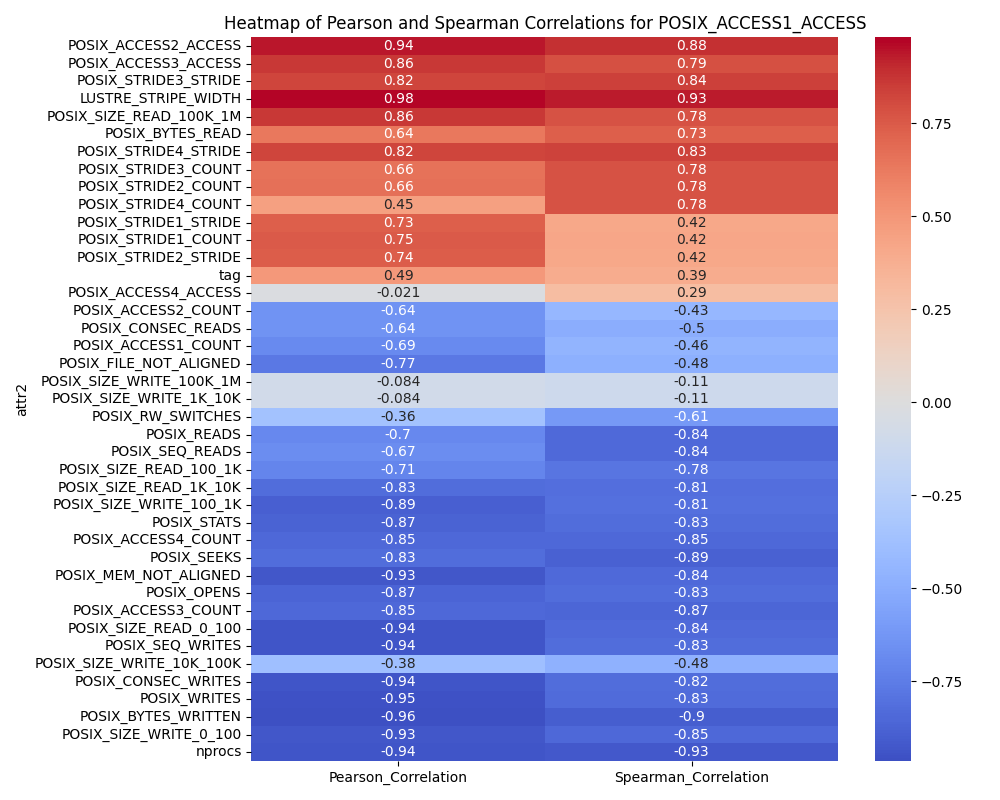 Heatmap of Pearson and Spearman Correlations for POSIX_ACCESS1_ACCESS
POSIX_ACCESS2_ACCESS 0.94 0.88
POSIX_ACCESS3_ACCESS 0.86 0.79
POSIX_STRIDE3_STRIDE 0.82 0.84
LUSTRE_STRIPE_WIDTH 0.98 0.93
POSIX_SIZE_READ_100K_1M 0.86 0.78
POSIX_BYTES_READ 0.64 0.73
POSIX_STRIDE4_STRIDE 0.82 0.83
POSIX_STRIDE3_COUNT 0.66 0.78
POSIX_STRIDE2_COUNT 0.66 0.78
POSIX_STRIDE4_COUNT 0.45 0.78
POSIX_STRIDE1_STRIDE 0.73 0.42
POSIX_STRIDE1_COUNT 0.75 0.42
POSIX_STRIDE2_STRIDE 0.74 0.42
tag 0.49 0.39
POSIX_ACCESS4_ACCESS -0.021 0.29
POSIX_ACCESS2_COUNT -0.64 -0.43
POSIX_CONSEC_READS -0.64 -0.5
POSIX_ACCESS1_COUNT -0.69 -0.46
POSIX_FILE_NOT_ALIGNED -0.77 -0.48
POSIX_SIZE_WRITE_100K_1M -0.084 -0.11
POSIX_SIZE_WRITE_1K_10K -0.084 -0.11
POSIX_RW_SWITCHES -0.36 -0.61
POSIX_READS -0.7 -0.84
POSIX_SEQ_READS -0.67 -0.84
POSIX_SIZE_READ_100_1K -0.71 -0.78
POSIX_SIZE_READ_1K_10K -0.83 -0.81
POSIX_SIZE_WRITE_100_1K -0.89 -0.81
POSIX_STATS -0.87 -0.83
POSIX_ACCESS4_COUNT -0.85 -0.85
POSIX_SEEKS -0.83 -0.89
POSIX_MEM_NOT_ALIGNED -0.93 -0.84
POSIX_OPENS -0.87 -0.83
POSIX_ACCESS3_COUNT -0.85 -0.87
POSIX_SIZE_READ_0_100 -0.94 -0.84
POSIX_SEQ_WRITES -0.94 -0.83
POSIX_SIZE_WRITE_10K_100K -0.38 -0.48
POSIX_CONSEC_WRITES -0.94 -0.82
POSIX_WRITES -0.95 -0.83
POSIX_BYTES_WRITTEN -0.96 -0.9
POSIX_SIZE_WRITE_0_100 -0.93 -0.85
nprocs -0.94 -0.93
attr2
Pearson_Correlation Spearman_Correlation
0.75
0.50
0.25
0.00
−0.25
−0.50
−0.75